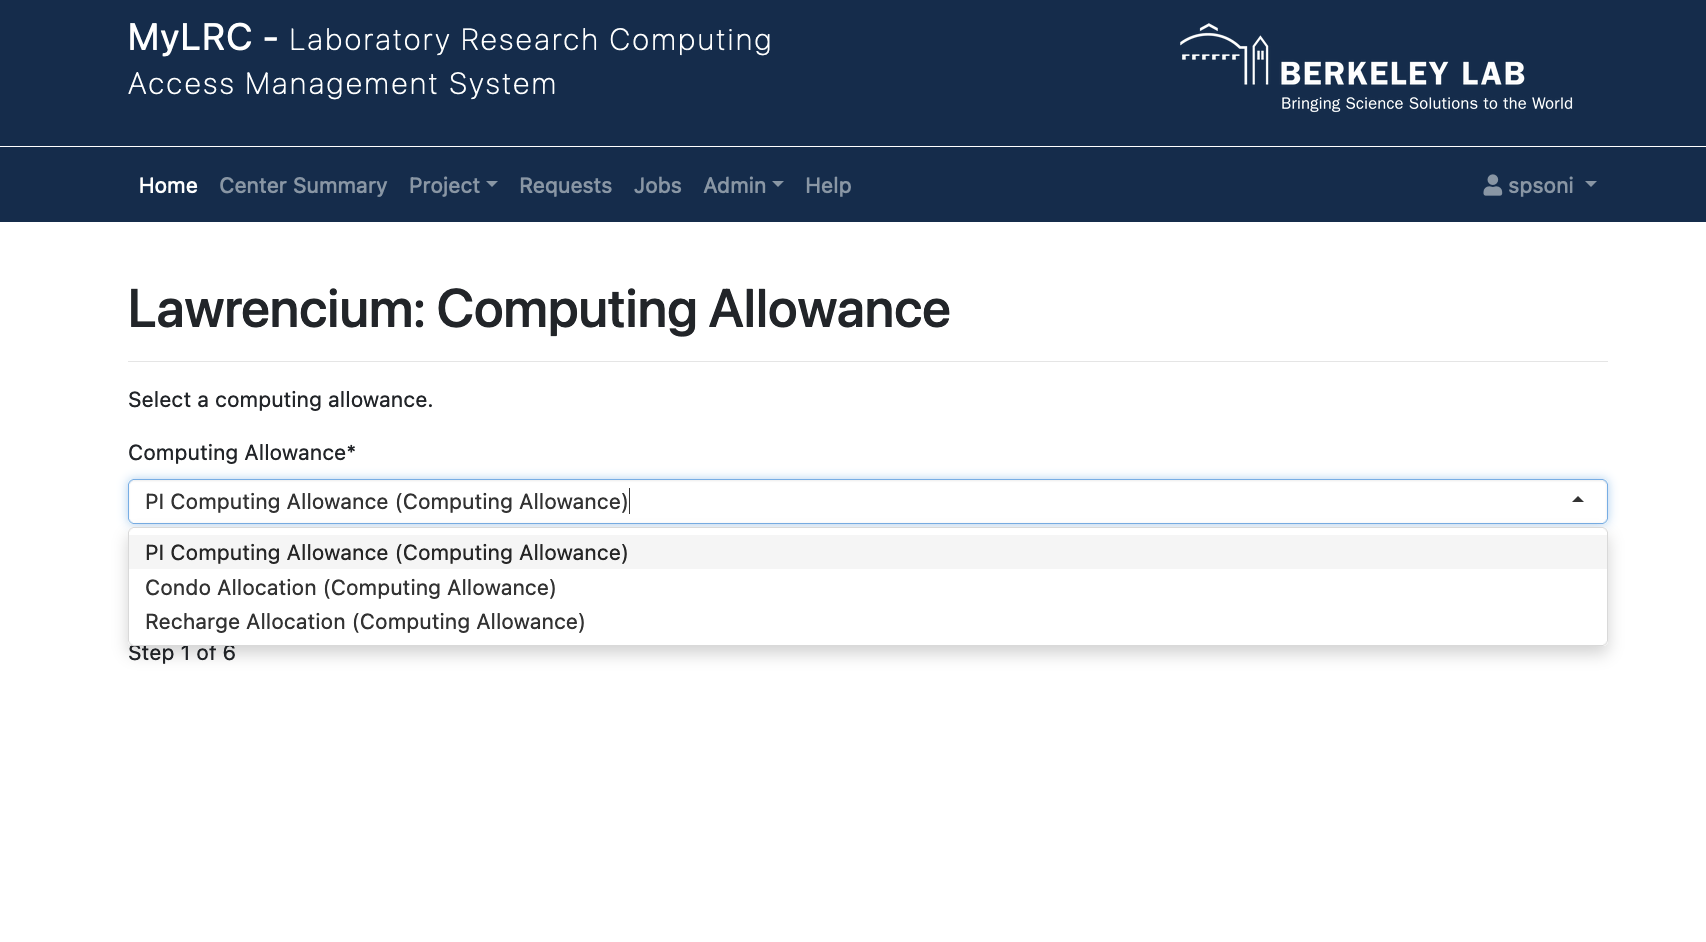 MyLRC - Laboratory Research Computing
Access Management System
BERKELEY LAB
Bringing Science Solutions to the World
Home Center Summary Project Requests Jobs Admin Help spsoni
Lawrencium: Computing Allowance
Select a computing allowance.
Computing Allowance*
PI Computing Allowance (Computing Allowance)
PI Computing Allowance (Computing Allowance)
Condo Allocation (Computing Allowance)
Recharge Allocation (Computing Allowance)
Step 1 of 6